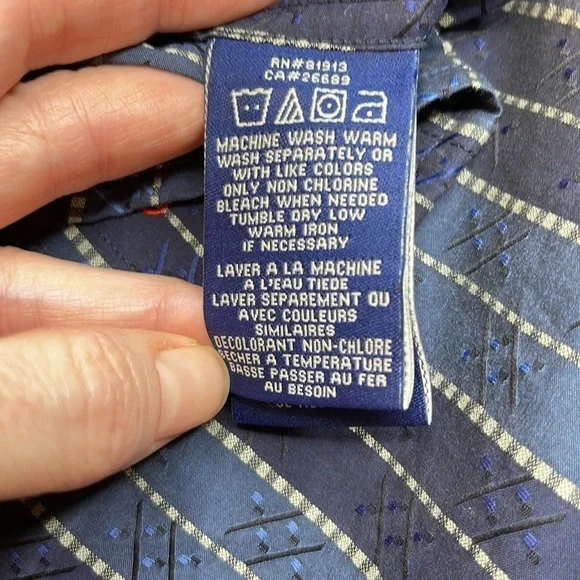 RN#81913
CA#26689
MACHINE WASH WARM
WASH SEPARATELY OR
WITH LIKE COLORS
ONLY NON CHLORINE
BLEACH WHEN NEEDED
TUMBLE DRY LOW
WARM IRON
IF NECESSARY
LAVER A LA MACHINE
A L'EAU TIEDE
LAVER SEPAREMENT OU
AVEC COULEURS
SIMILAIRES
DECOLORANT NON-CHLORE
SECHER A TEMPERATURE
BASSE PASSER AU FER
AU BESOIN